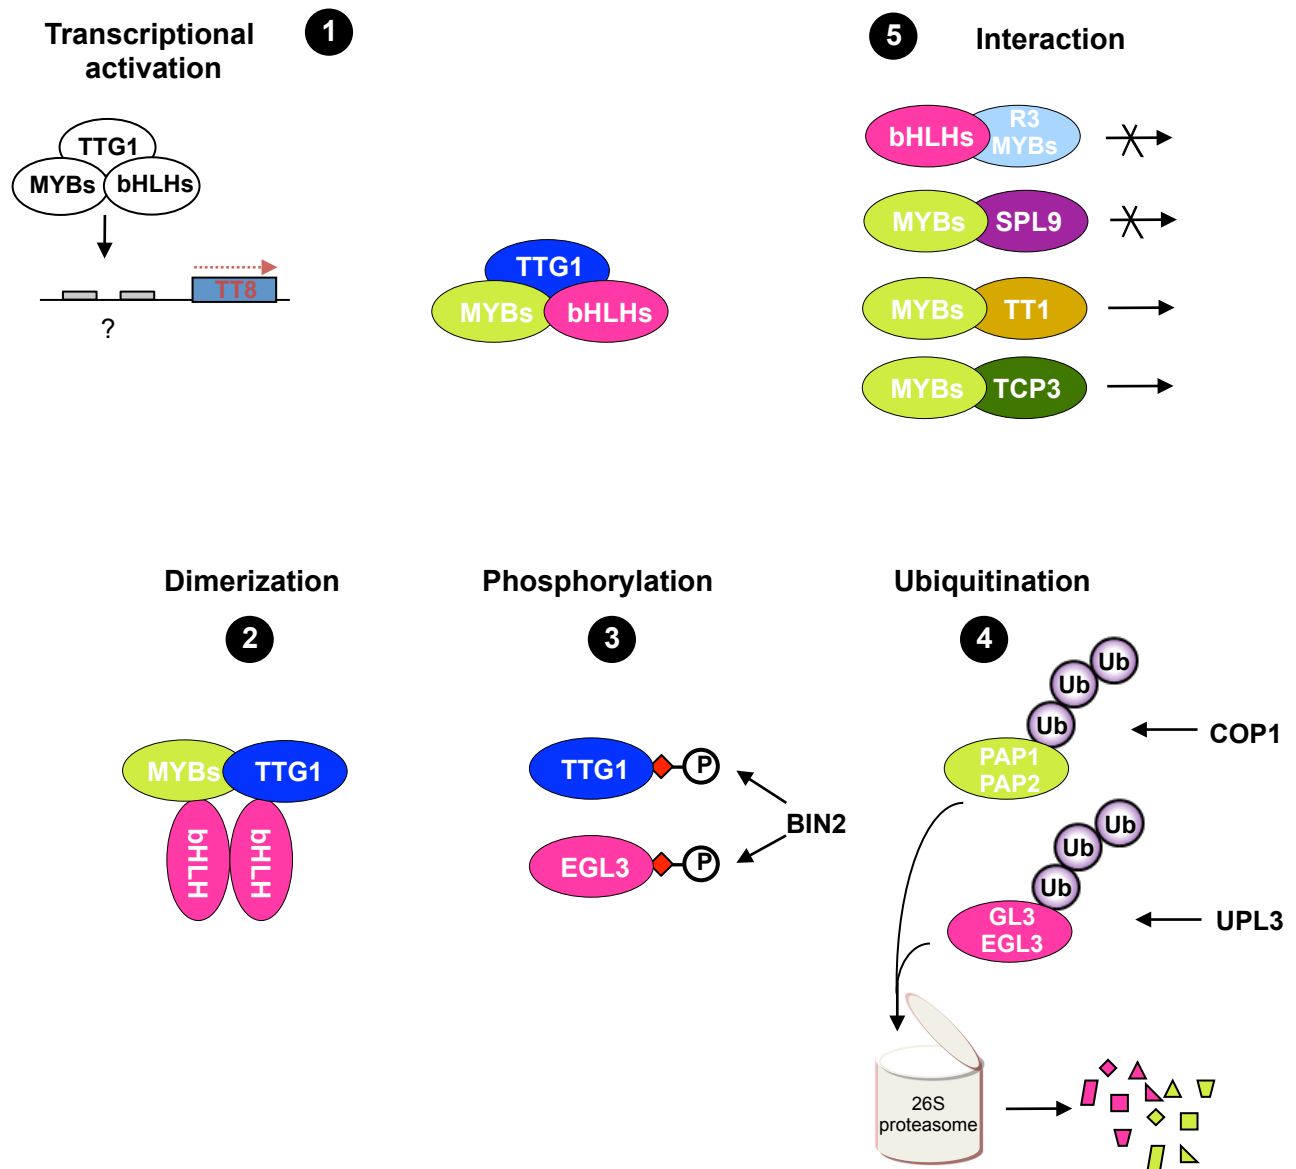 Transcriptional
activation
1
TTG1
MYBs
bHLHs
TT8
?
TTG1
MYBs
bHLHs
5
Interaction
bHLHs
R3
MYBs
MYBs
SPL9
MYBs
TT1
MYBs
TCP3
Dimerization
2
MYBs
TTG1
bHLH
bHLH
Phosphorylation
3
TTG1
P
BIN2
EGL3
P
Ubiquitination
4
Ub
Ub
Ub
COP1
PAP1
PAP2
Ub
Ub
Ub
UPL3
GL3
EGL3
26S
proteasome